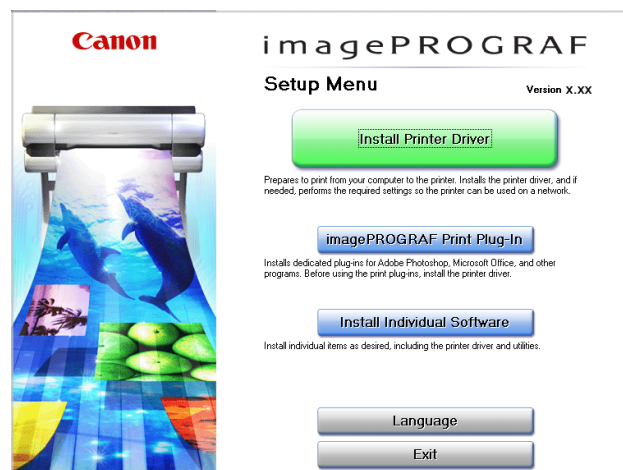 Canon
imagePROGRAF
Setup Menu
Version X.XX
Install Printer Driver
Prepares to print from your computer to the printer. Installs the printer driver, and if
needed, performs the required settings so the printer can be used on a network.
imagePROGRAF Print Plug-In
Installs dedicated plug-ins for Adobe Photoshop, Microsoft Office, and other
programs. Before using the print plug-ins, install the printer driver.
Install Individual Software
Install individual items as desired, including the printer driver and utilities.
Language
Exit